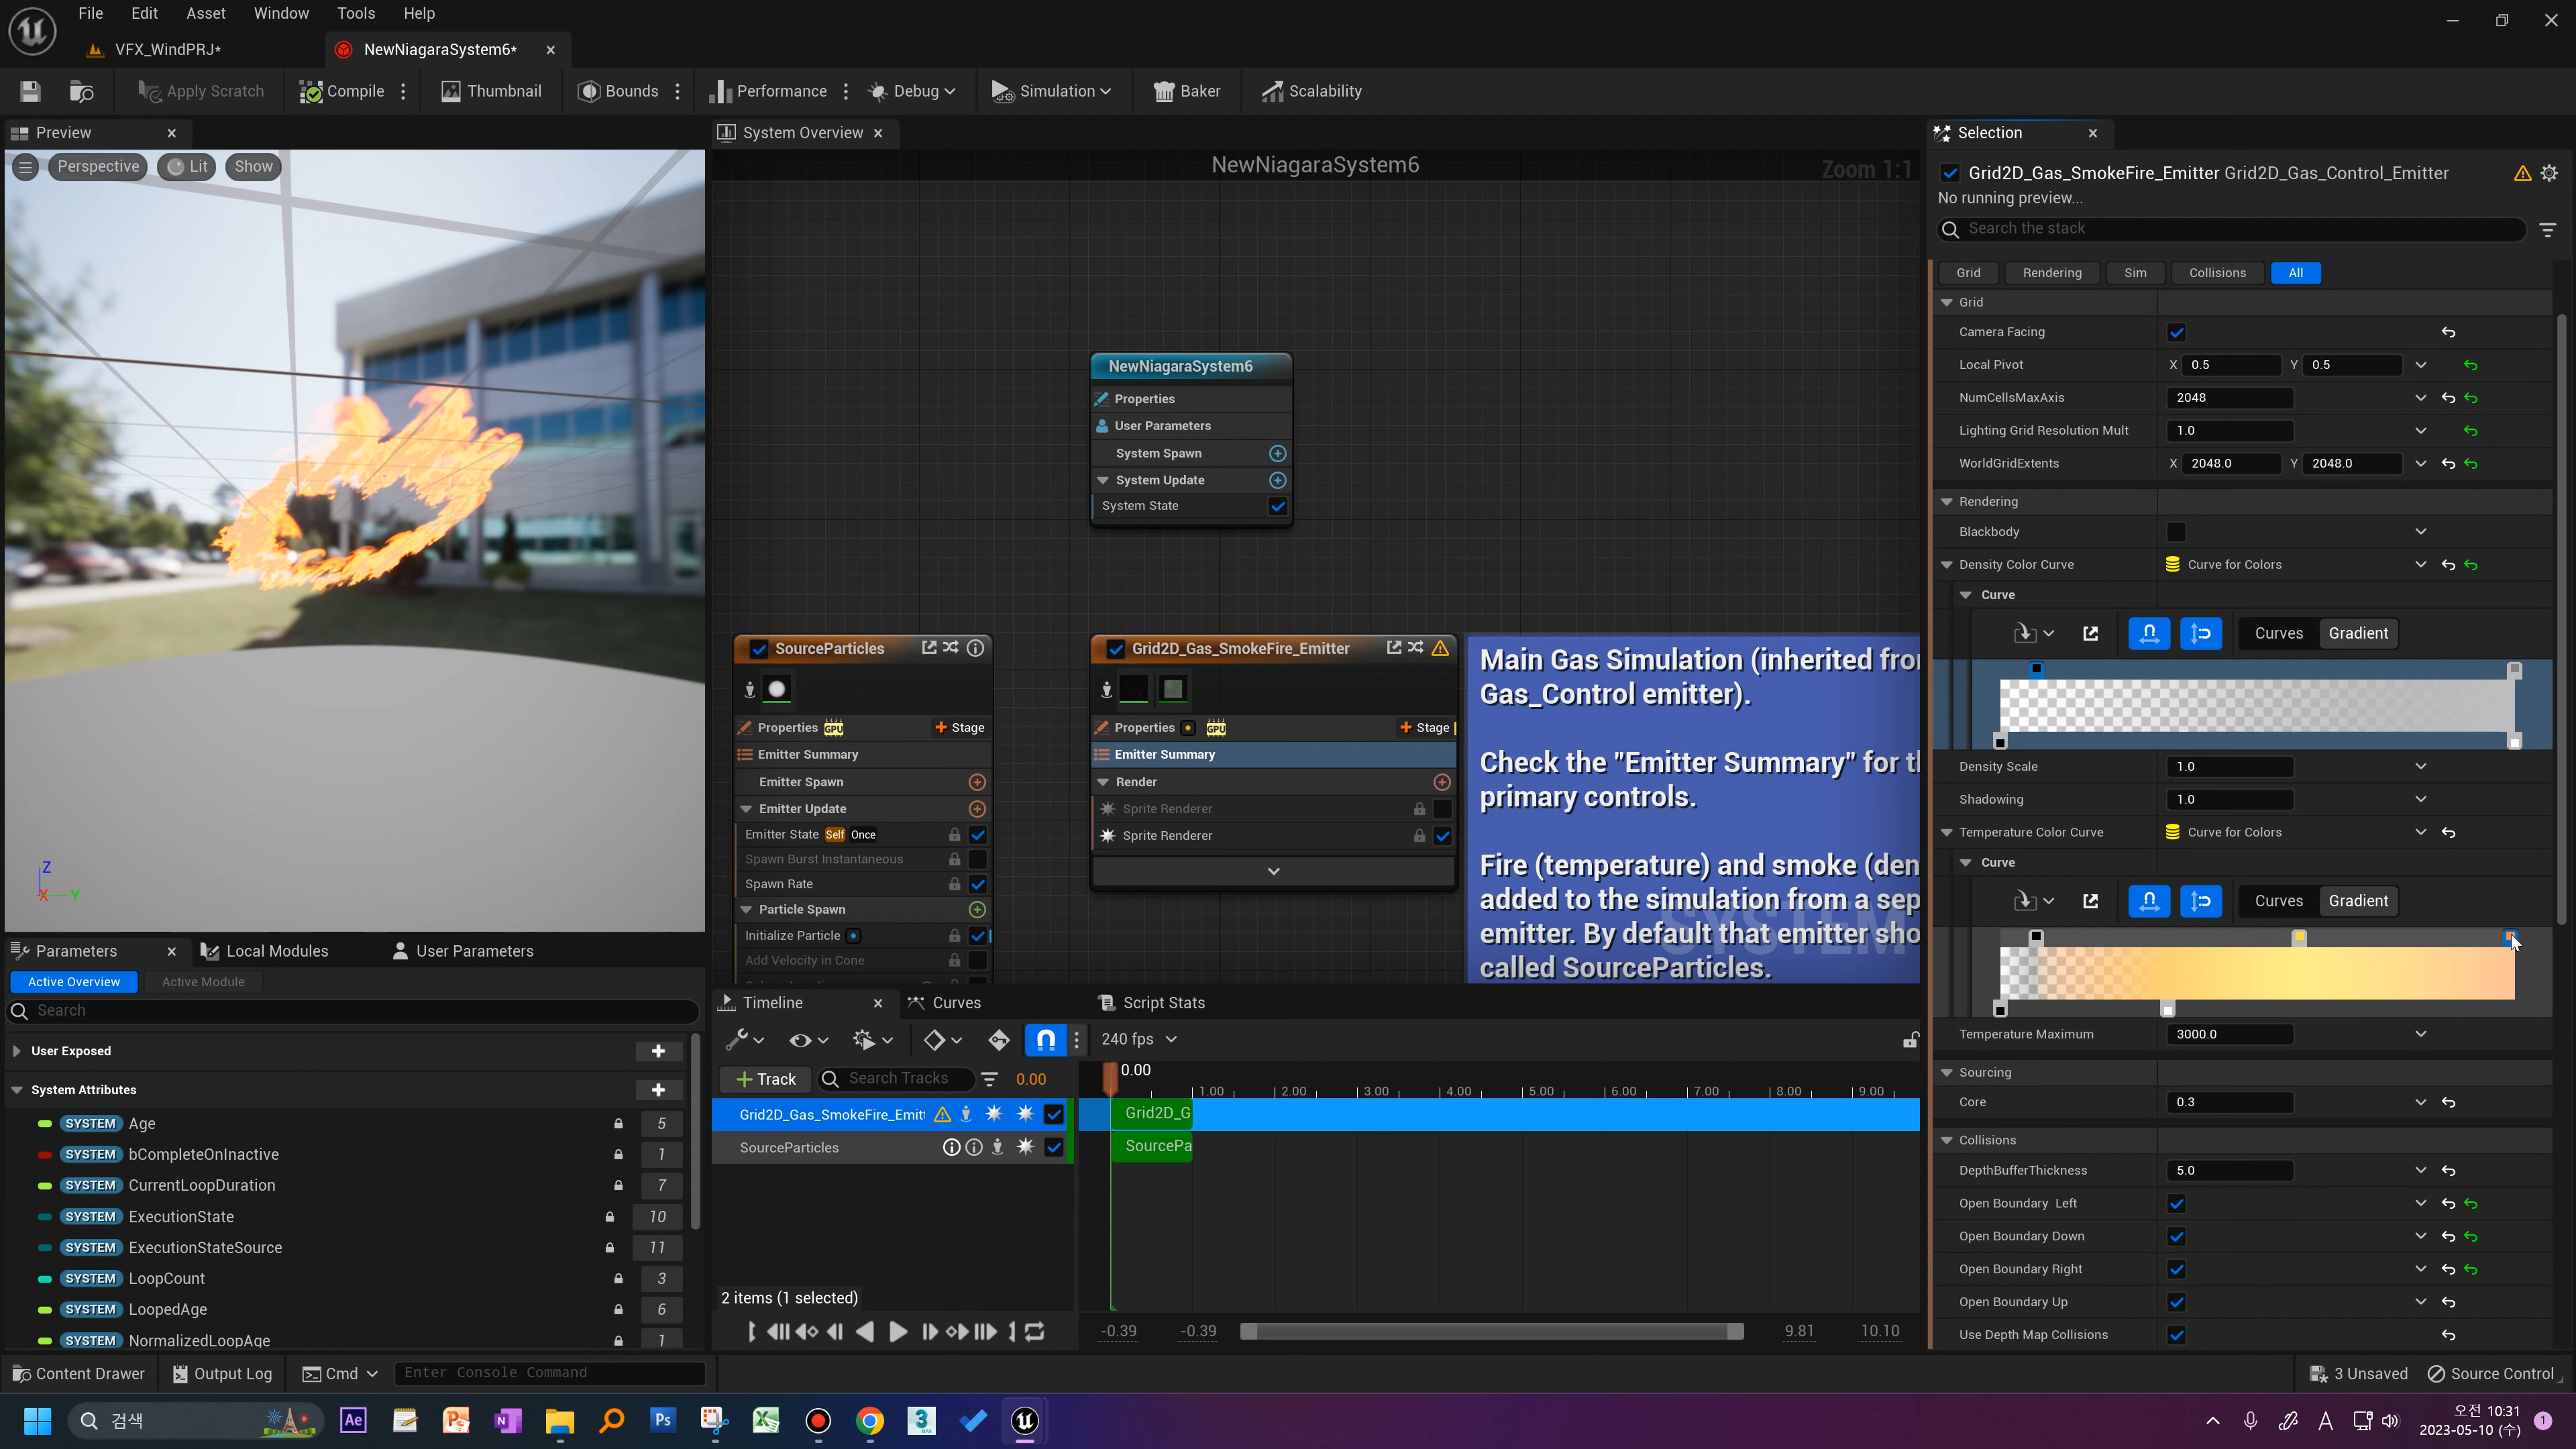 File Edit Asset Window Tools Help
VFX_WindPRJ* NewNiagaraSystem6*
Apply Scratch Compile Thumbnail Bounds Performance Debug Simulation Baker Scalability
Preview System Overview Selection
Perspective Lit Show
NewNiagaraSystem6 Zoom 1:1
Grid2D_Gas_SmokeFire_Emitter Grid2D_Gas_Control_Emitter
No running preview...
Search the stack
Grid Rendering Sim Collisions All
Grid
Camera Facing
Local Pivot X 0.5 Y 0.5
NumCellsMaxAxis 2048
Lighting Grid Resolution Mult 1.0
WorldGridExtents X 2048.0 Y 2048.0
Rendering
Blackbody
Density Color Curve Curve for Colors
Curve
Curves Gradient
Density Scale 1.0
Shadowing 1.0
Temperature Color Curve Curve for Colors
Curve
Curves Gradient
Temperature Maximum 3000.0
Sourcing
Core 0.3
Collisions
DepthBufferThickness 5.0
Open Boundary Left
Open Boundary Down
Open Boundary Right
Open Boundary Up
Use Depth Map Collisions
NewNiagaraSystem6
Properties
User Parameters
System Spawn
System Update
System State
SourceParticles
Properties GPU Stage
Emitter Summary
Emitter Spawn
Emitter Update
Emitter State Self Once
Spawn Burst Instantaneous
Spawn Rate
Particle Spawn
Initialize Particle
Add Velocity in Cone
Grid2D_Gas_SmokeFire_Emitter
Properties GPU Stage
Emitter Summary
Render
Sprite Renderer
Sprite Renderer
Main Gas Simulation (inherited fro
Gas_Control emitter).
Check the "Emitter Summary" for t
primary controls.
Fire (temperature) and smoke (den
added to the simulation from a sep
emitter. By default that emitter sho
called SourceParticles.
SYSTEM
Z
X Y
Parameters Local Modules User Parameters
Active Overview Active Module
Search
User Exposed
System Attributes
SYSTEM Age 5
SYSTEM bCompleteOnInactive 1
SYSTEM CurrentLoopDuration 7
SYSTEM ExecutionState 10
SYSTEM ExecutionStateSource 11
SYSTEM LoopCount 3
SYSTEM LoopedAge 6
SYSTEM NormalizedLoopAge 1
Timeline Curves Script Stats
240 fps
Track Search Tracks 0.00
0.00
1.00 2.00 3.00 4.00 5.00 6.00 7.00 8.00 9.00
Grid2D_Gas_SmokeFire_Emit Grid2D_G
SourceParticles SourcePa
2 items (1 selected)
-0.39 -0.39 9.81 10.10
Content Drawer Output Log Cmd Enter Console Command 3 Unsaved Source Control
검색 Ae Ps 3 A 오전 10:31
2023-05-10 (수) 1